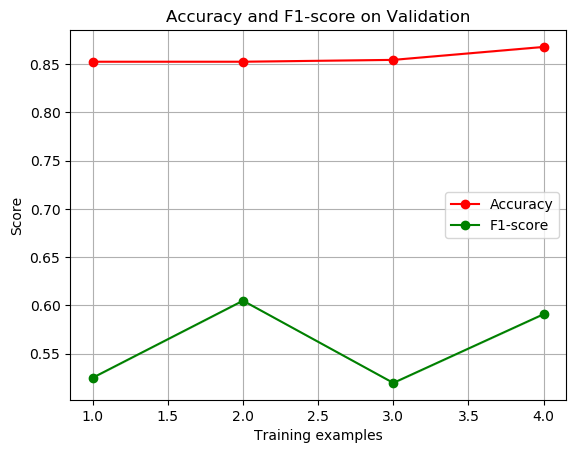 Accuracy and F1-score on Validation
Score
0.85
0.80
0.75
0.70
0.65
0.60
0.55
Accuracy
F1-score
1.0 1.5 2.0 2.5 3.0 3.5 4.0
Training examples